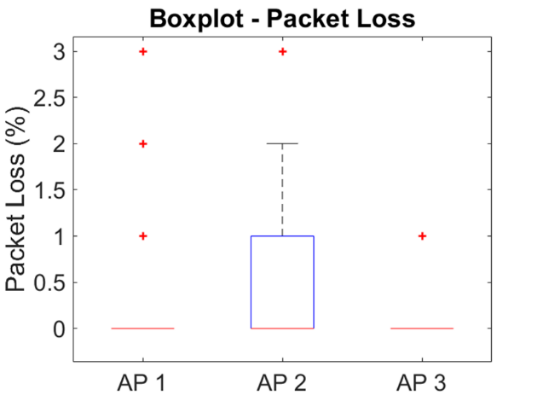 Boxplot - Packet Loss
Packet Loss (%)
3
2.5
2
1.5
1
0.5
0
AP 1
AP 2
AP 3